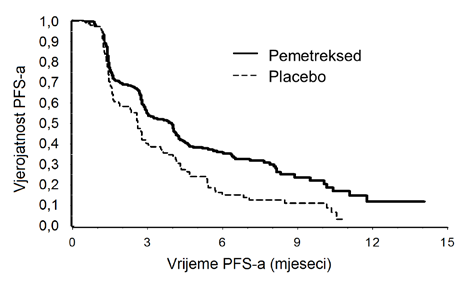 1,0
0,9
0,8
0,7
0,6
0,5
0,4
0,3
0,2
0,1
0,0
Vjerojatnost PFS-a
Pemetreksed
Placebo
0 3 6 9 12 15
Vrijeme PFS-a (mjeseci)